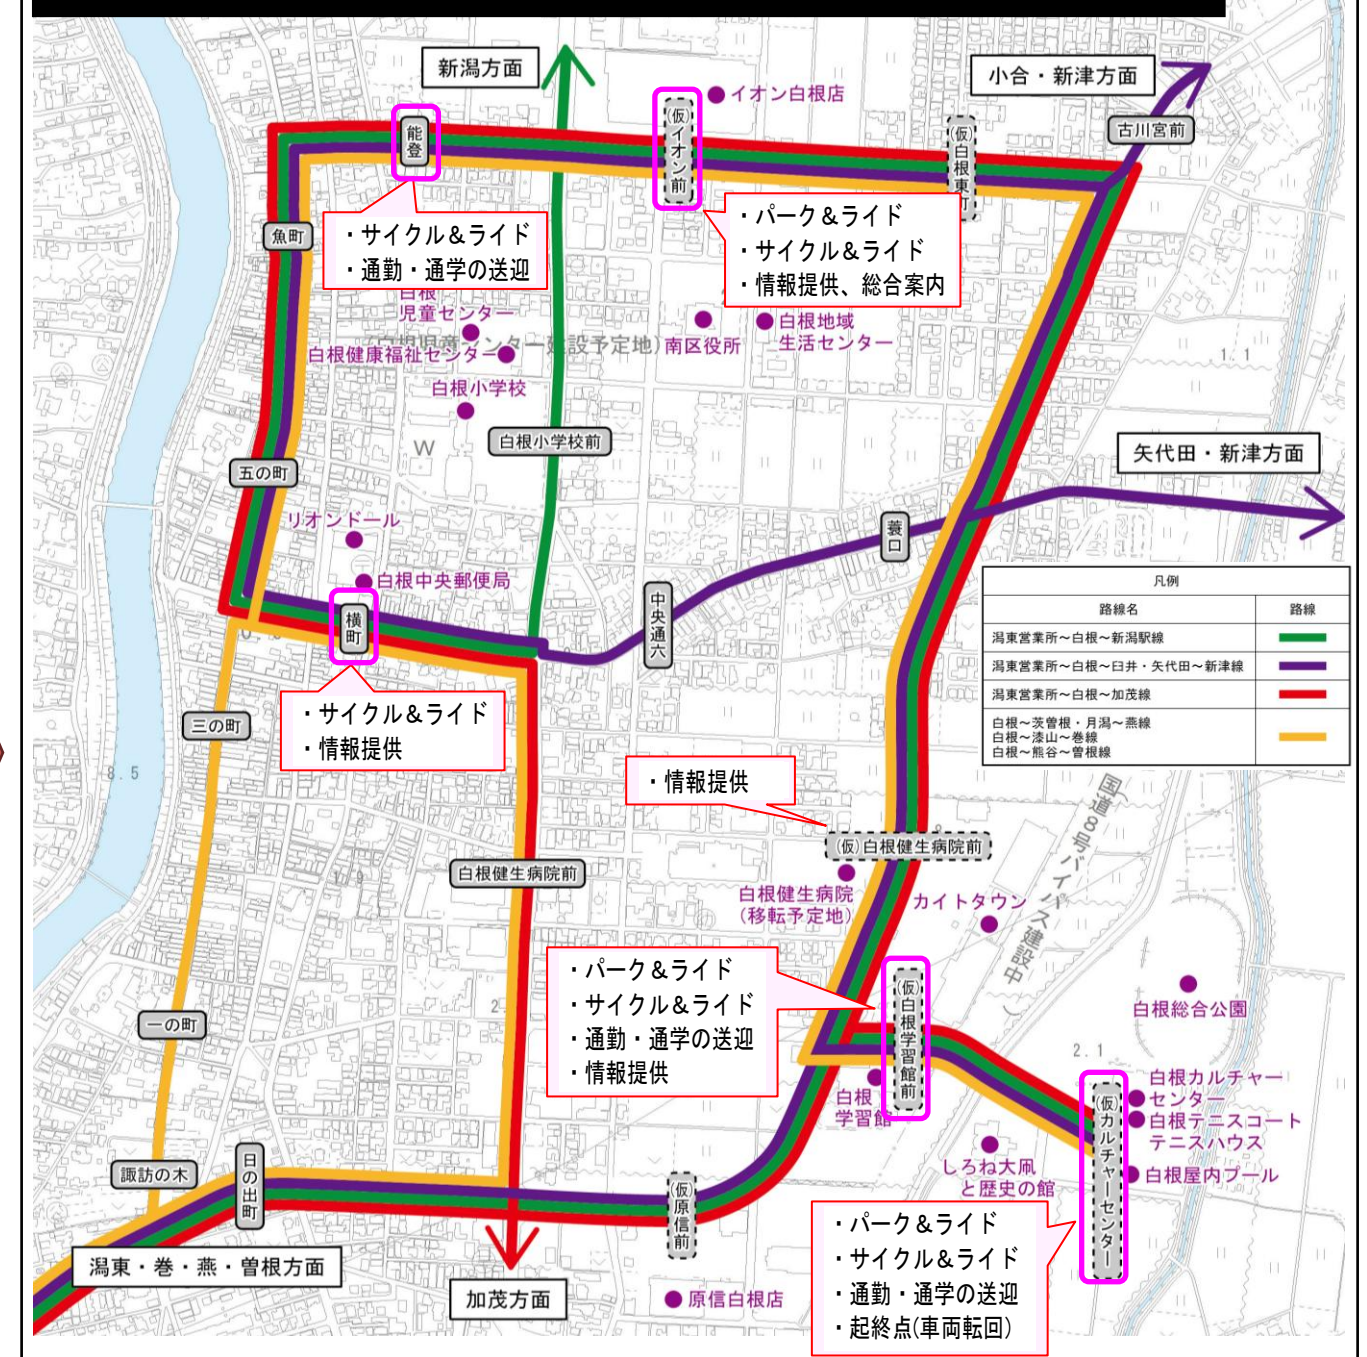 新潟方面
小合・新津方面
イオン白根店
能登
(仮)イオン前
(仮)白根東町
古川宮前
魚町
・サイクル＆ライド
・通勤・通学の送迎
・パーク＆ライド
・サイクル＆ライド
・情報提供、総合案内
白根
児童センター
白根健康福祉センター
建設予定地)
南区役所
白根地域
生活センター
1.1
白根小学校
W
白根小学校前
矢代田・新津方面
五の町
リオンドール
蓑口
白根中央郵便局
横町
中央通六
凡例
路線名
路線
潟東営業所～白根～新潟駅線
潟東営業所～白根～臼井・矢代田～新津線
潟東営業所～白根～加茂線
白根～茨曽根・月潟～燕線
白根～漆山～巻線
白根～熊谷～曽根線
・サイクル＆ライド
・情報提供
三の町
8.5
・情報提供
国道8号バイパス建設中)
(仮)白根健生病院前
白根健生病院前
1.9
白根健生病院
(移転予定地)
カイトタウン
・パーク＆ライド
・サイクル＆ライド
・通勤・通学の送迎
・情報提供
(仮)白根学習館前
白根総合公園
一の町
2.1
白根
学習館
(仮)カルチャーセンター
白根カルチャー
センター
白根テニスコート
テニスハウス
白根屋内プール
しろね大凧
と歴史の館
諏訪の木
日の出町
(仮)原信前
・パーク＆ライド
・サイクル＆ライド
・通勤・通学の送迎
・起終点(車両転回)
潟東・巻・燕・曽根方面
加茂方面
原信白根店